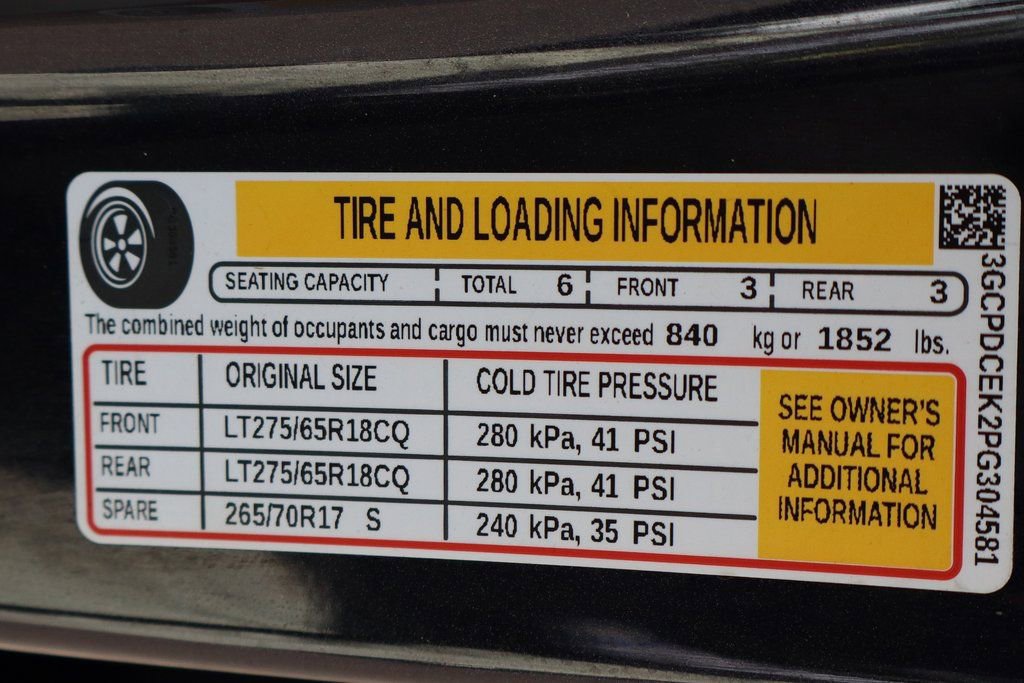 TIRE AND LOADING INFORMATION
SEATING CAPACITY TOTAL 6 FRONT 3 REAR 3
The combined weight of occupants and cargo must never exceed 840 kg or 1852 lbs.
TIRE ORIGINAL SIZE COLD TIRE PRESSURE
FRONT LT275/65R18CQ 280 kPa, 41 PSI
REAR LT275/65R18CQ 280 kPa, 41 PSI
SPARE 265/70R17 S 240 kPa, 35 PSI
SEE OWNER'S
MANUAL FOR
ADDITIONAL
INFORMATION
3GCPDCEK2PG304581